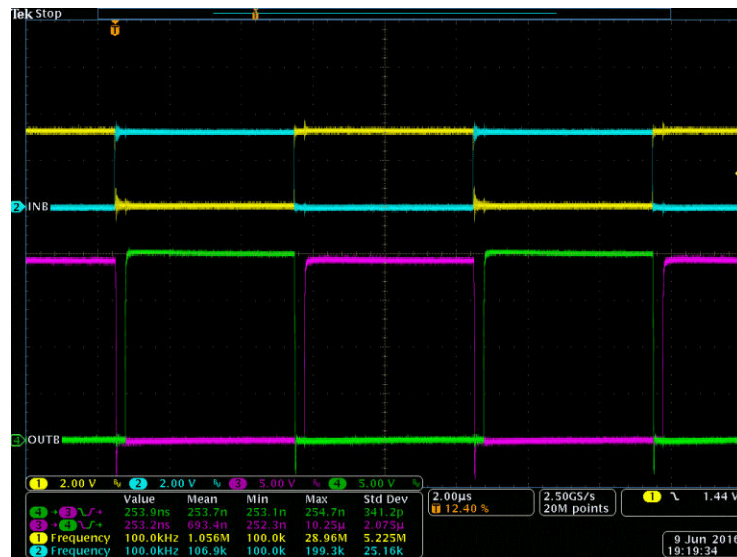 Tek Stop
T
T
2 INB
4 OUTB
1 2.00 V BW 2 2.00 V BW 3 5.00 V BW 4 5.00 V BW
Value Mean Min Max Std Dev
4 → 3 253.9ns 253.7n 253.1n 254.7n 341.2p
3 → 4 253.2ns 693.4n 252.3n 10.25µ 2.075µ
1 Frequency 100.0kHz 1.056M 100.0k 28.96M 5.225M
2 Frequency 100.0kHz 106.9k 100.0k 199.3k 25.16k
2.00µs
T 12.40 %
2.50GS/s
20M points
1 1.44 V
9 Jun 2016
19:19:34